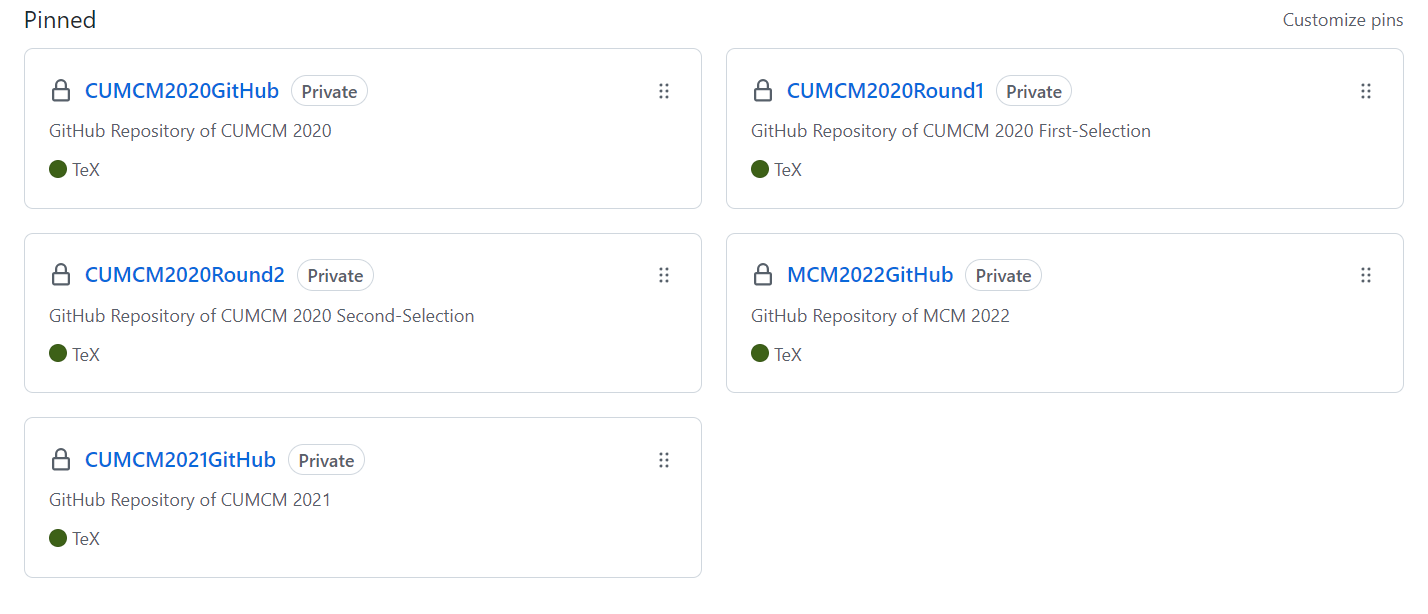 Pinned
Customize pins
CUMCM2020GitHub Private
GitHub Repository of CUMCM 2020
TeX
CUMCM2020Round1 Private
GitHub Repository of CUMCM 2020 First-Selection
TeX
CUMCM2020Round2 Private
GitHub Repository of CUMCM 2020 Second-Selection
TeX
MCM2022GitHub Private
GitHub Repository of MCM 2022
TeX
CUMCM2021GitHub Private
GitHub Repository of CUMCM 2021
TeX